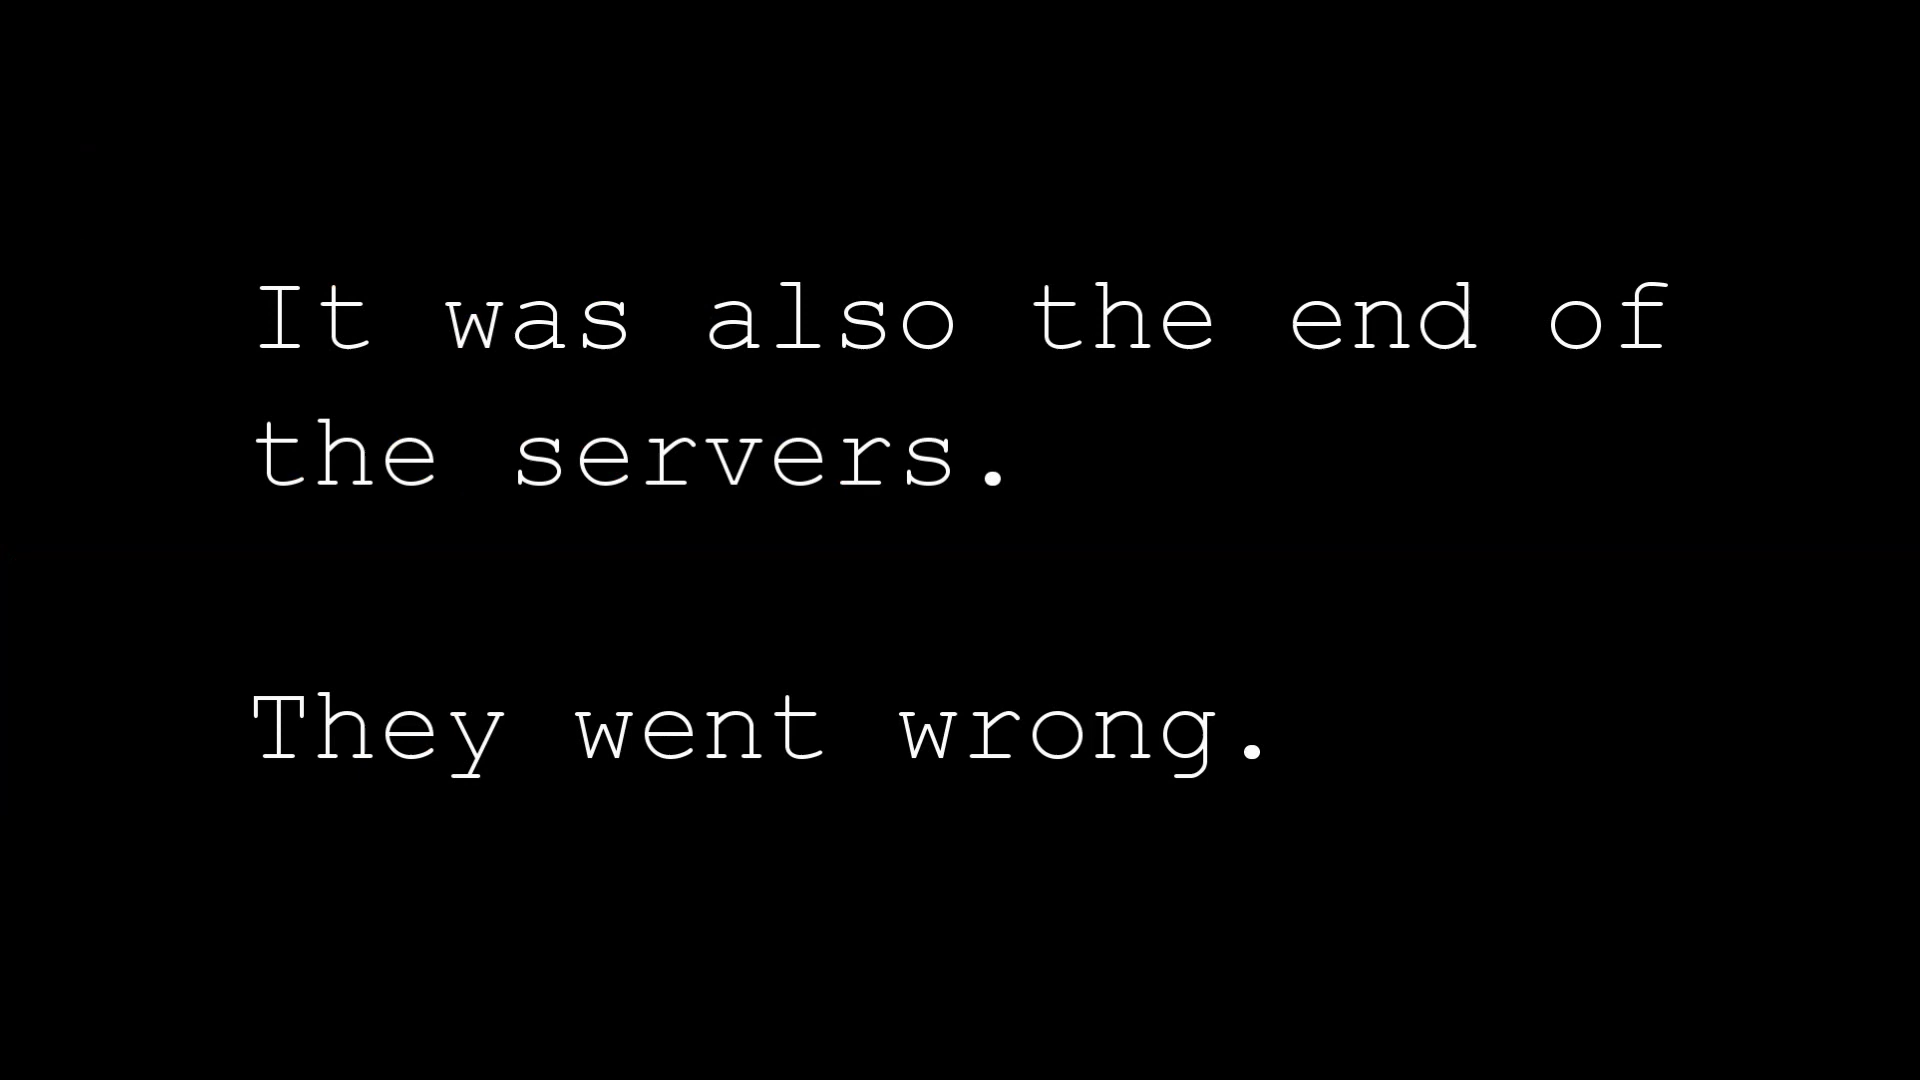 It was also the end of
the servers.
They went wrong.